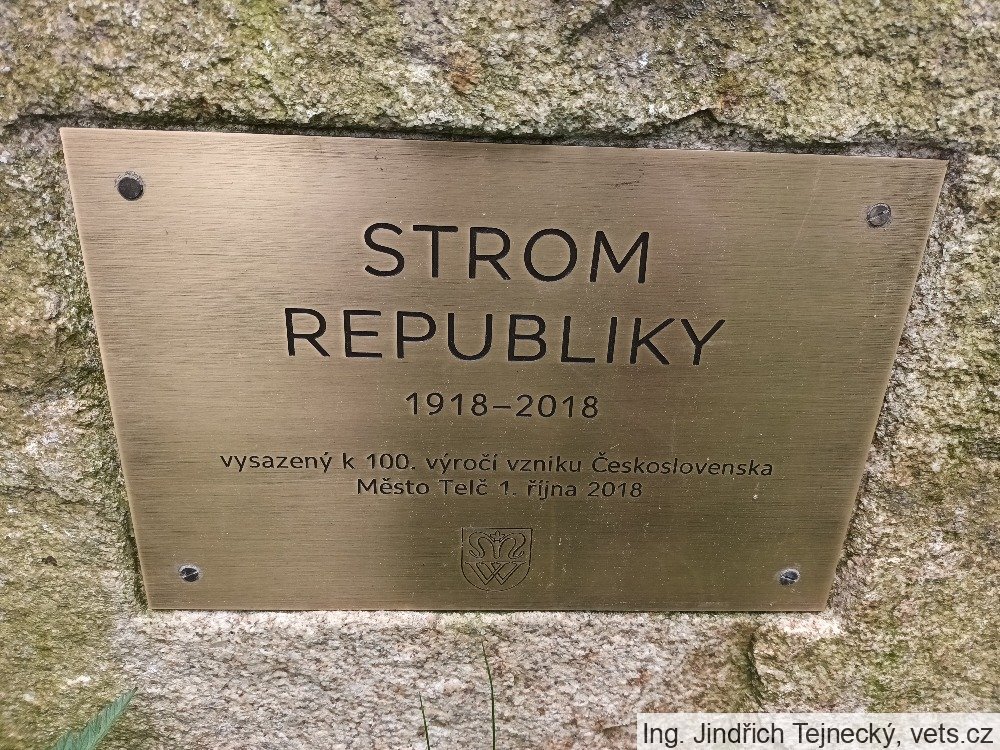 STROM
REPUBLIKY
1918–2018
vysazený k 100. výročí vzniku Československa
Město Telč 1. října 2018
W
Ing. Jindřich Tejnecký, vets.cz